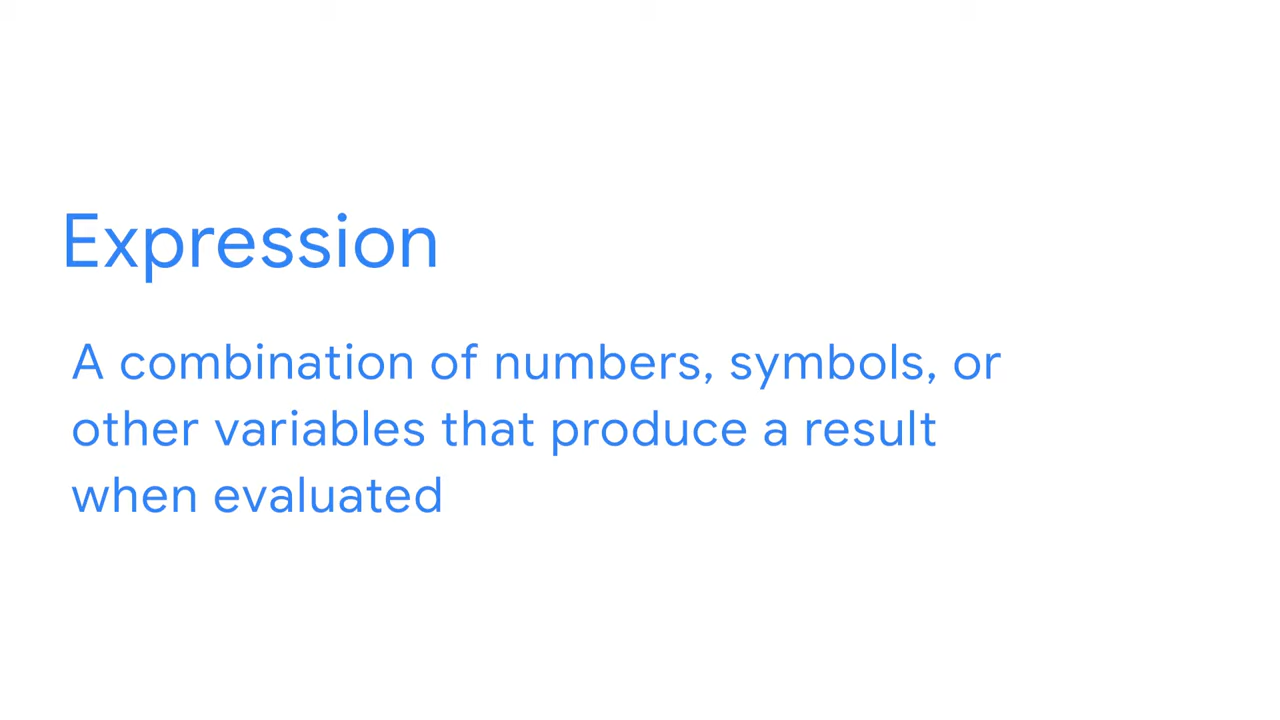 Expression
A combination of numbers, symbols, or
other variables that produce a result
when evaluated